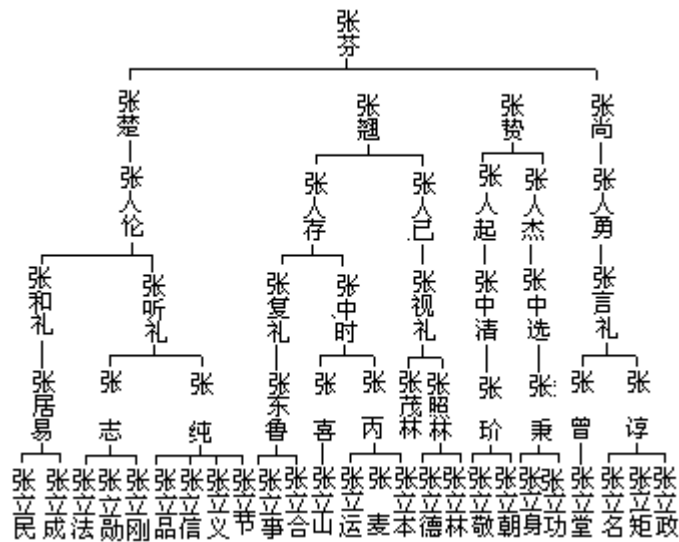 张芬
张楚
张翘
张贽
张尚
张人伦
张人存
张人已
张人起
张人杰
张人勇
张和礼
张听礼
张复礼
张中时
张视礼
张中清
张中选
张言礼
张居易
张志
张纯
张东鲁
张喜
张丙
张茂林
张照林
张玠
张秉
张曾
张谆
张立民
张立成
张立法
张立勋
张立刚
张立品
张立信
张立义
张立节
张立事
张立合
张立山
张立运
张麦
张立本
张立德
张立林
张立敬
张立朝
张立身
张立功
张立堂
张立名
张立矩
张立政